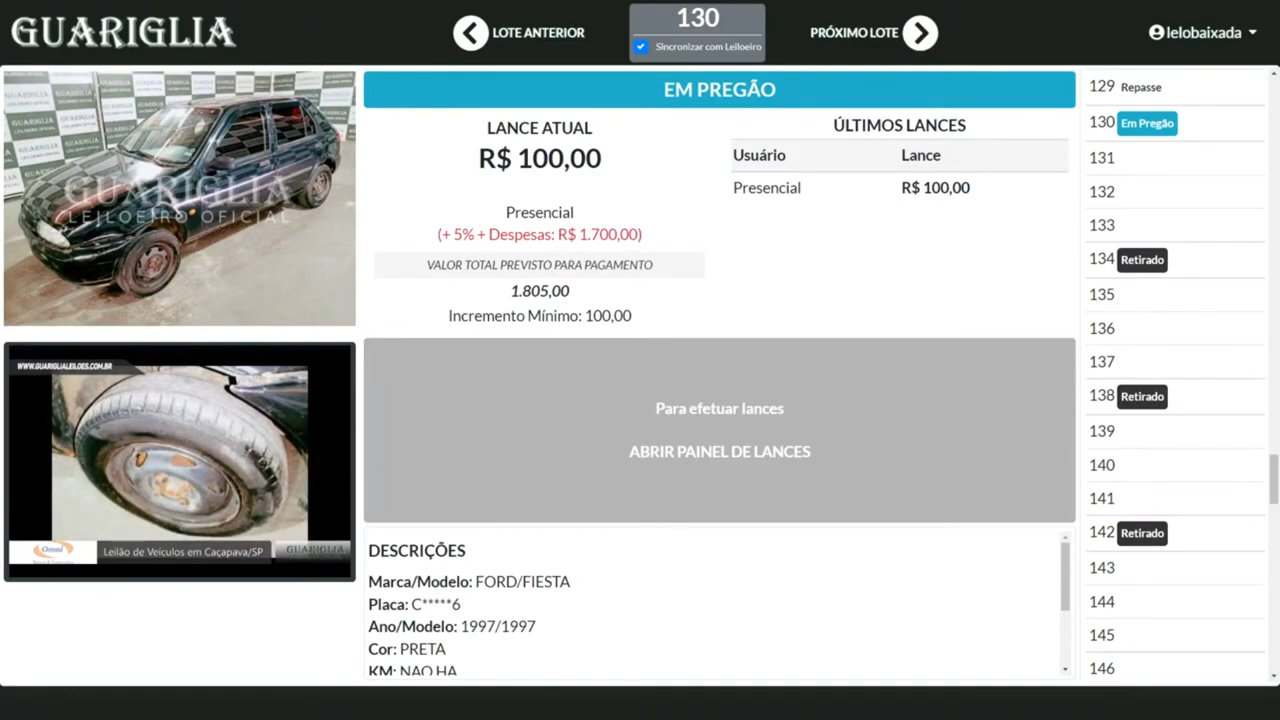 GUARIGLIA
LOTE ANTERIOR
130
Sincronizar com Leiloeiro
PRÓXIMO LOTE
lelobaixada
GUARIGLIA
LEILOEIRO OFICIAL
WWW.GUARIGLIALEILOES.COM.BR
Omni
Leilão de Veículos em Caçapava/SP
GUARIGLIA
EM PREGÃO
LANCE ATUAL
R$ 100,00
Presencial
(+ 5% + Despesas: R$ 1.700,00)
VALOR TOTAL PREVISTO PARA PAGAMENTO
1.805,00
Incremento Mínimo: 100,00
ÚLTIMOS LANCES
Usuário Lance
Presencial R$ 100,00
Para efetuar lances
ABRIR PAINEL DE LANCES
DESCRIÇÕES
Marca/Modelo: FORD/FIESTA
Placa: C*****6
Ano/Modelo: 1997/1997
Cor: PRETA
KM: NAO HA
129 Repasse
130 Em Pregão
131
132
133
134 Retirado
135
136
137
138 Retirado
139
140
141
142 Retirado
143
144
145
146